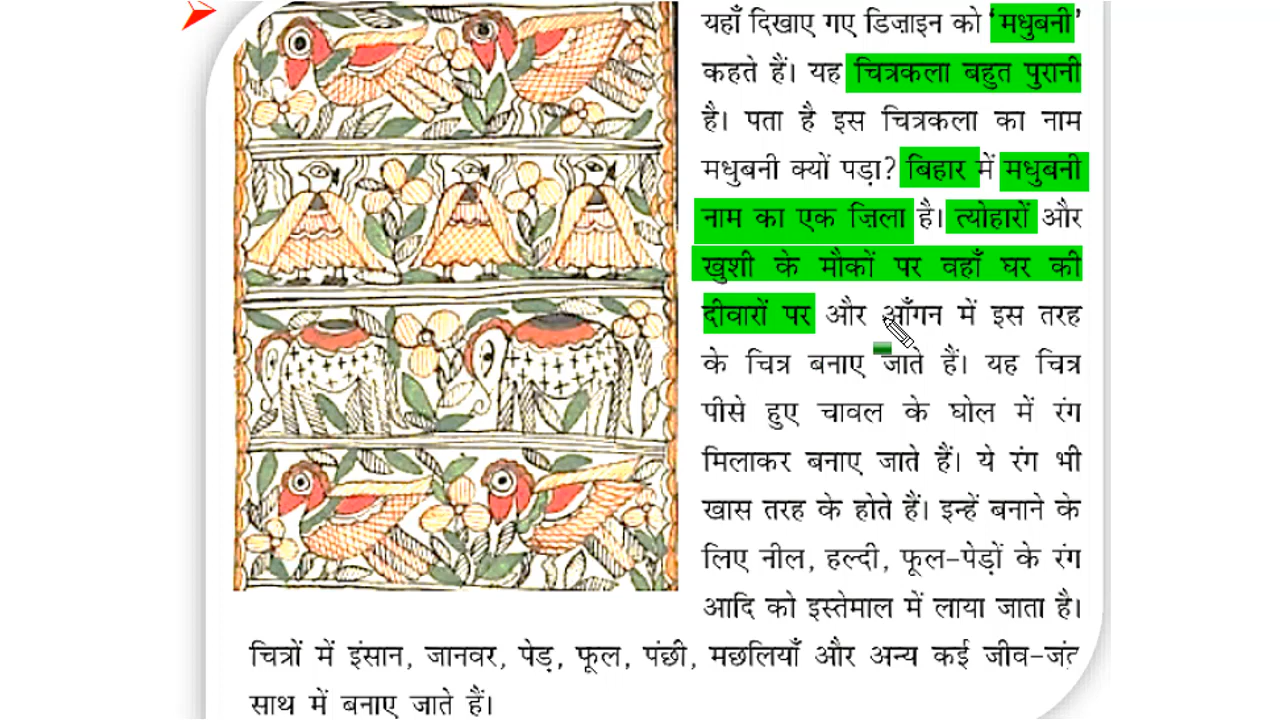 यहाँ दिखाए गए डिज़ाइन को ‘मधुबनी’
कहते हैं। यह चित्रकला बहुत पुरानी
है। पता है इस चित्रकला का नाम
मधुबनी क्यों पड़ा? बिहार में मधुबनी
नाम का एक ज़िला है। त्योहारों और
खुशी के मौकों पर वहाँ घर की
दीवारों पर और आँगन में इस तरह
के चित्र बनाए जाते हैं। यह चित्र
पीसे हुए चावल के घोल में रंग
मिलाकर बनाए जाते हैं। ये रंग भी
खास तरह के होते हैं। इन्हें बनाने के
लिए नील, हल्दी, फूल-पेड़ों के रंग
आदि को इस्तेमाल में लाया जाता है।
चित्रों में इंसान, जानवर, पेड़, फूल, पंछी, मछलियाँ और अन्य कई जीव-जंतु
साथ में बनाए जाते हैं।